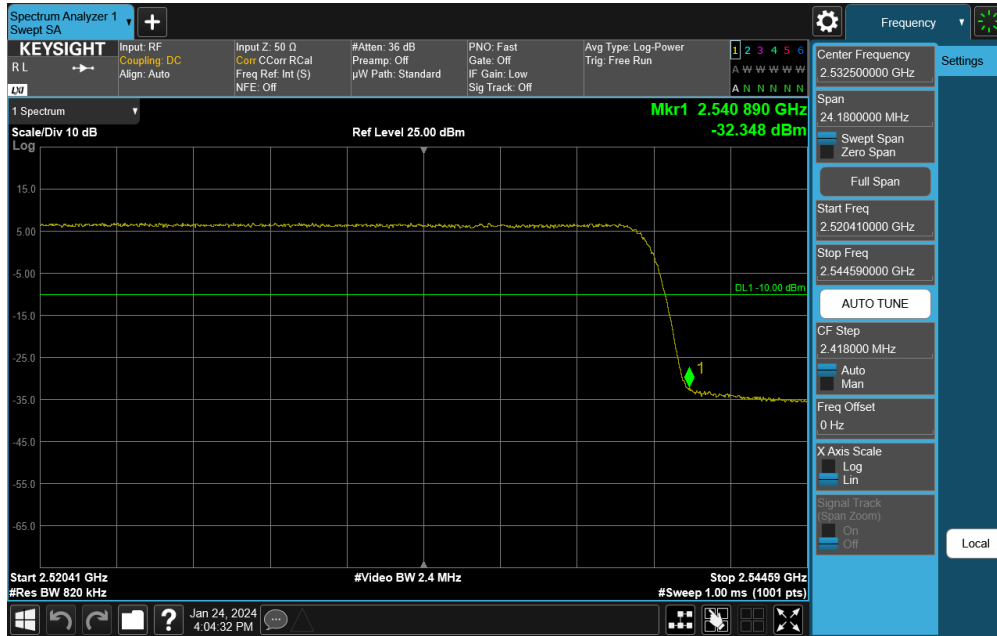 Spectrum Analyzer 1
Swept SA
Frequency
KEYSIGHT
R L
LXI
Input: RF
Coupling: DC
Align: Auto
Input Z: 50 Ω
Corr CCorr RCal
Freq Ref: Int (S)
NFE: Off
#Atten: 36 dB
Preamp: Off
µW Path: Standard
PNO: Fast
Gate: Off
IF Gain: Low
Sig Track: Off
Avg Type: Log-Power
Trig: Free Run
1 2 3 4 5 6
A W W W W W
A N N N N N
1 Spectrum
Scale/Div 10 dB
Log
Ref Level 25.00 dBm
Mkr1 2.540 890 GHz
-32.348 dBm
15.0
5.00
-5.00
-15.0
-25.0
-35.0
-45.0
-55.0
-65.0
DL1 -10.00 dBm
1
Start 2.52041 GHz
#Res BW 820 kHz
#Video BW 2.4 MHz
Stop 2.54459 GHz
#Sweep 1.00 ms (1001 pts)
Center Frequency
2.532500000 GHz
Settings
Span
24.1800000 MHz
Swept Span
Zero Span
Full Span
Start Freq
2.520410000 GHz
Stop Freq
2.544590000 GHz
AUTO TUNE
CF Step
2.418000 MHz
Auto
Man
Freq Offset
0 Hz
X Axis Scale
Log
Lin
Signal Track
(Span Zoom)
On
Off
Local
?
Jan 24, 2024
4:04:32 PM